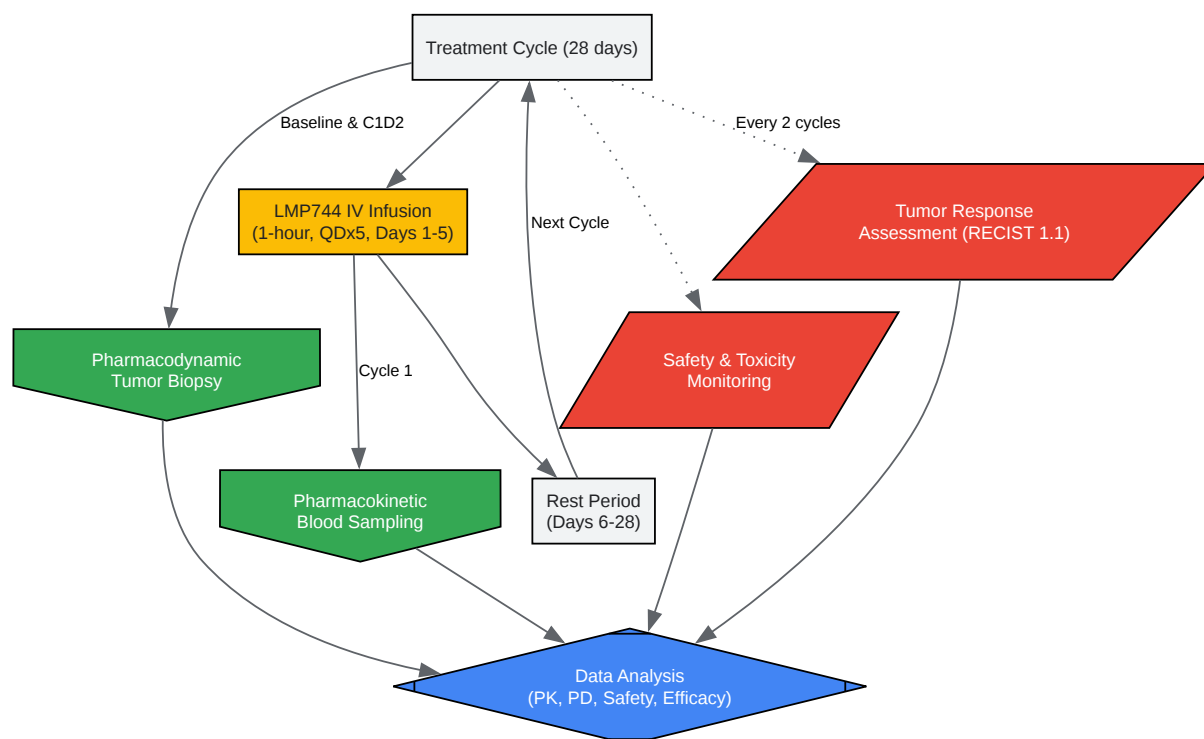 Treatment Cycle (28 days)
Baseline & C1D2
Every 2 cycles
LMP744 IV Infusion
(1-hour, QDx5, Days 1-5)
Next Cycle
Tumor Response
Assessment (RECIST 1.1)
Pharmacodynamic
Tumor Biopsy
Cycle 1
Safety & Toxicity
Monitoring
Pharmacokinetic
Blood Sampling
Rest Period
(Days 6-28)
Data Analysis
(PK, PD, Safety, Efficacy)